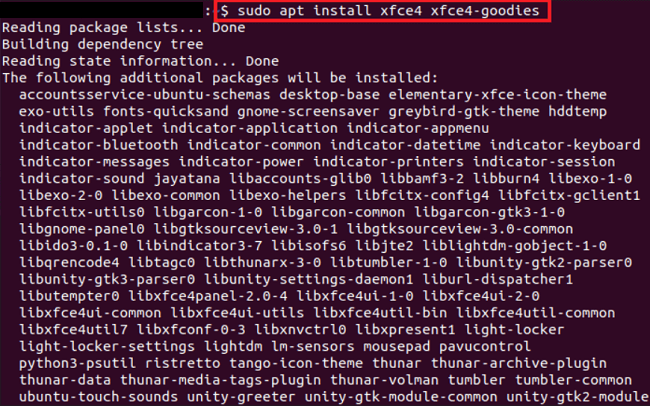 :~$ sudo apt install xfce4 xfce4-goodies
Reading package lists... Done
Building dependency tree
Reading state information... Done
The following additional packages will be installed:
accountsservice-ubuntu-schemas desktop-base elementary-xfce-icon-theme
exo-utils fonts-quicksand gnome-screensaver greybird-gtk-theme hddtemp
indicator-applet indicator-application indicator-appmenu
indicator-bluetooth indicator-common indicator-datetime indicator-keyboard
indicator-messages indicator-power indicator-printers indicator-session
indicator-sound jayatana libaccounts-glib0 libbamf3-2 libburn4 libexo-1-0
libexo-2-0 libexo-common libexo-helpers libfcitx-config4 libfcitx-gclient1
libfcitx-utils0 libgarcon-1-0 libgarcon-common libgarcon-gtk3-1-0
libgnome-panel0 libgtksourceview-3.0-1 libgtksourceview-3.0-common
libido3-0.1-0 libindicator3-7 libisofs6 libjte2 liblightdm-gobject-1-0
libqrencode4 libtagc0 libthunarx-3-0 libtumbler-1-0 libunity-gtk2-parser0
libunity-gtk3-parser0 libunity-settings-daemon1 liburl-dispatcher1
libutempter0 libxfce4panel-2.0-4 libxfce4ui-1-0 libxfce4ui-2-0
libxfce4ui-common libxfce4ui-utils libxfce4util-bin libxfce4util-common
libxfce4util7 libxfconf-0-3 libxnvctrl0 libxpresent1 light-locker
light-locker-settings lightdm lm-sensors mousepad pavucontrol
python3-psutil ristretto tango-icon-theme thunar thunar-archive-plugin
thunar-data thunar-media-tags-plugin thunar-volman tumbler tumbler-common
ubuntu-touch-sounds unity-greeter unity-gtk-module-common unity-gtk2-module